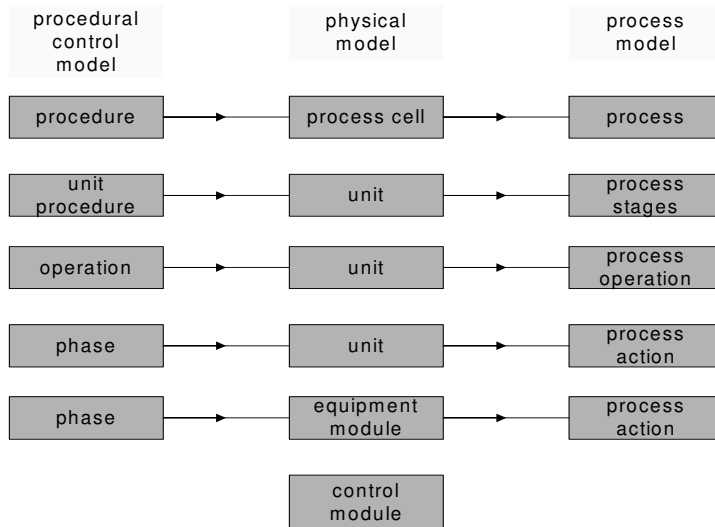 procedural
control
model
physical
model
process
model
procedure
process cell
process
unit
procedure
unit
process
stages
operation
unit
process
operation
phase
unit
process
action
phase
equipment
module
process
action
control
module